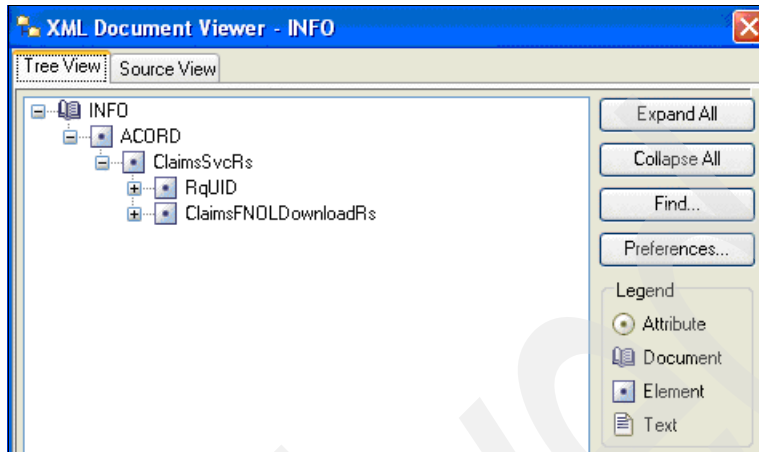 XML Document Viewer - INFO
Tree View Source View
INFO
ACORD
ClaimsSvcRs
RqUID
ClaimsFNOLDownloadRs
Expand All
Collapse All
Find...
Preferences...
Legend
Attribute
Document
Element
Text